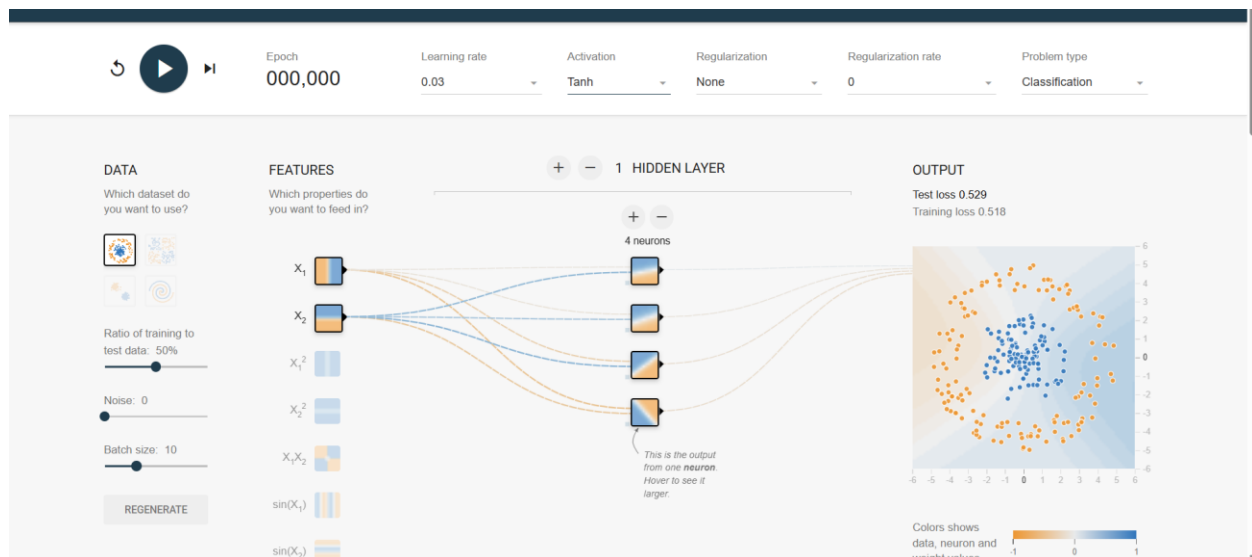 Epoch
000,000
Learning rate
0.03
Activation
Tanh
Regularization
None
Regularization rate
0
Problem type
Classification
DATA
Which dataset do
you want to use?
Ratio of training to
test data: 50%
Noise: 0
Batch size: 10
REGENERATE
FEATURES
Which properties do
you want to feed in?
X₁
X₂
X₁²
X₂²
X₁X₂
sin(X₁)
sin(X₂)
+ − 1 HIDDEN LAYER
+ −
4 neurons
This is the output
from one neuron.
Hover to see it
larger.
OUTPUT
Test loss 0.529
Training loss 0.518
6
5
4
3
2
1
0
-1
-2
-3
-4
-5
-6
-6 -5 -4 -3 -2 -1 0 1 2 3 4 5 6
Colors shows
data, neuron and
weight values.
-1 0 1